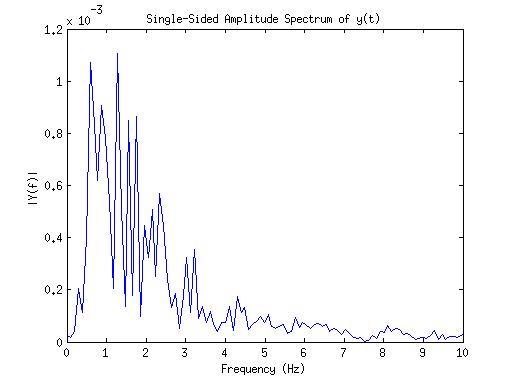 x 10^-3
Single-Sided Amplitude Spectrum of y(t)
1.2
1
0.8
0.6
0.4
0.2
0
|Y(f)|
0 1 2 3 4 5 6 7 8 9 10
Frequency (Hz)